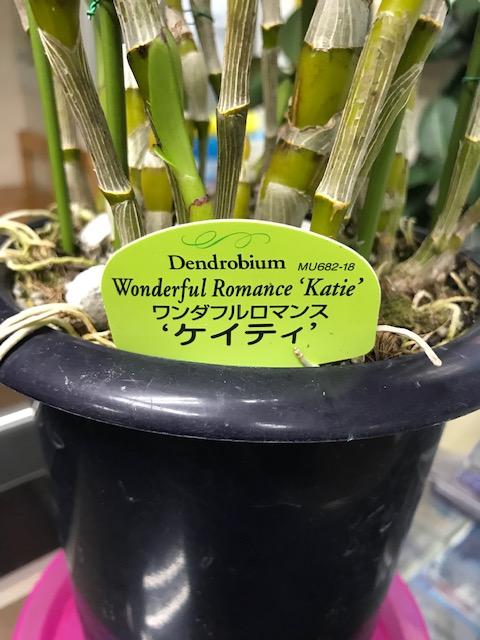 Dendrobium MU682-18
Wonderful Romance ‘Katie’
ワンダフルロマンス
‘ケイティ’